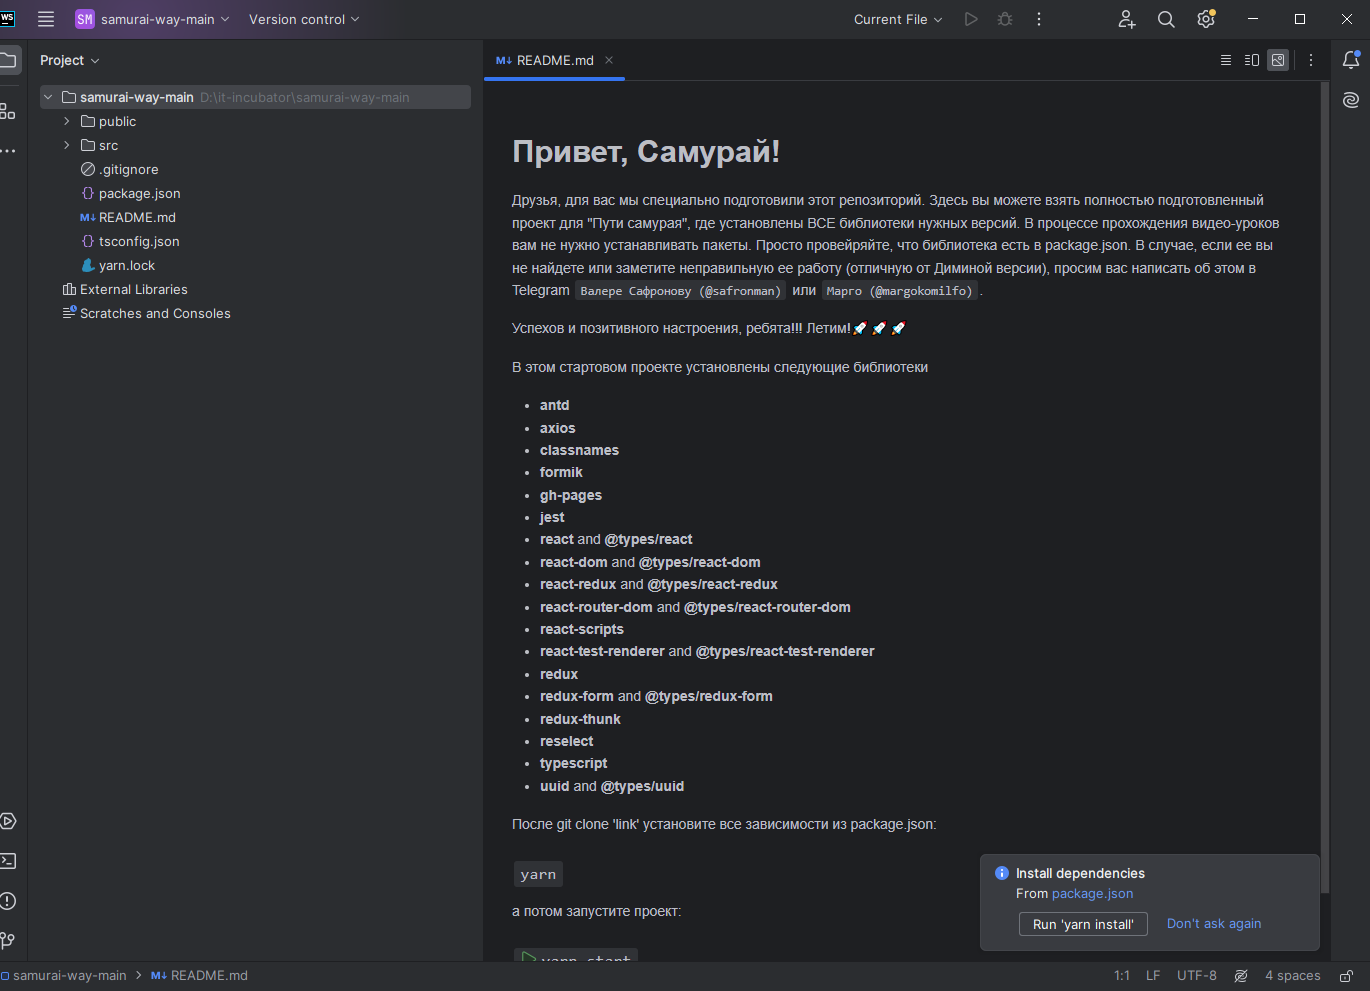 WS
SM samurai-way-main
Version control
Current File
Project
samurai-way-main D:\it-incubator\samurai-way-main
public
src
.gitignore
{} package.json
M↓ README.md
{} tsconfig.json
yarn.lock
External Libraries
Scratches and Consoles
M↓ README.md
Привет, Самурай!
Друзья, для вас мы специально подготовили этот репозиторий. Здесь вы можете взять полностью подготовленный
проект для "Пути самурая", где установлены ВСЕ библиотеки нужных версий. В процессе прохождения видео-уроков
вам не нужно устанавливать пакеты. Просто провейряйте, что библиотека есть в package.json. В случае, если ее вы
не найдете или заметите неправильную ее работу (отличную от Диминой версии), просим вас написать об этом в
Telegram Валере Сафронову (@safronman) или Марго (@margokomilfo) .
Успехов и позитивного настроения, ребята!!! Летим!🚀 🚀 🚀
В этом стартовом проекте установлены следующие библиотеки
• antd
• axios
• classnames
• formik
• gh-pages
• jest
• react and @types/react
• react-dom and @types/react-dom
• react-redux and @types/react-redux
• react-router-dom and @types/react-router-dom
• react-scripts
• react-test-renderer and @types/react-test-renderer
• redux
• redux-form and @types/redux-form
• redux-thunk
• reselect
• typescript
• uuid and @types/uuid
После git clone 'link' установите все зависимости из package.json:
yarn
а потом запустите проект:
yarn start
Install dependencies
From package.json
Run 'yarn install'
Don't ask again
samurai-way-main > M↓ README.md
1:1 LF UTF-8 4 spaces